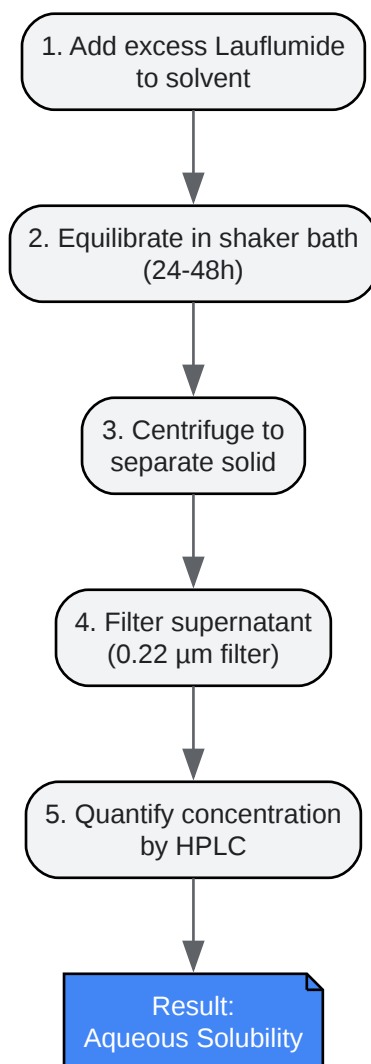 1. Add excess Lauflumide
to solvent
2. Equilibrate in shaker bath
(24-48h)
3. Centrifuge to
separate solid
4. Filter supernatant
(0.22 µm filter)
5. Quantify concentration
by HPLC
Result:
Aqueous Solubility